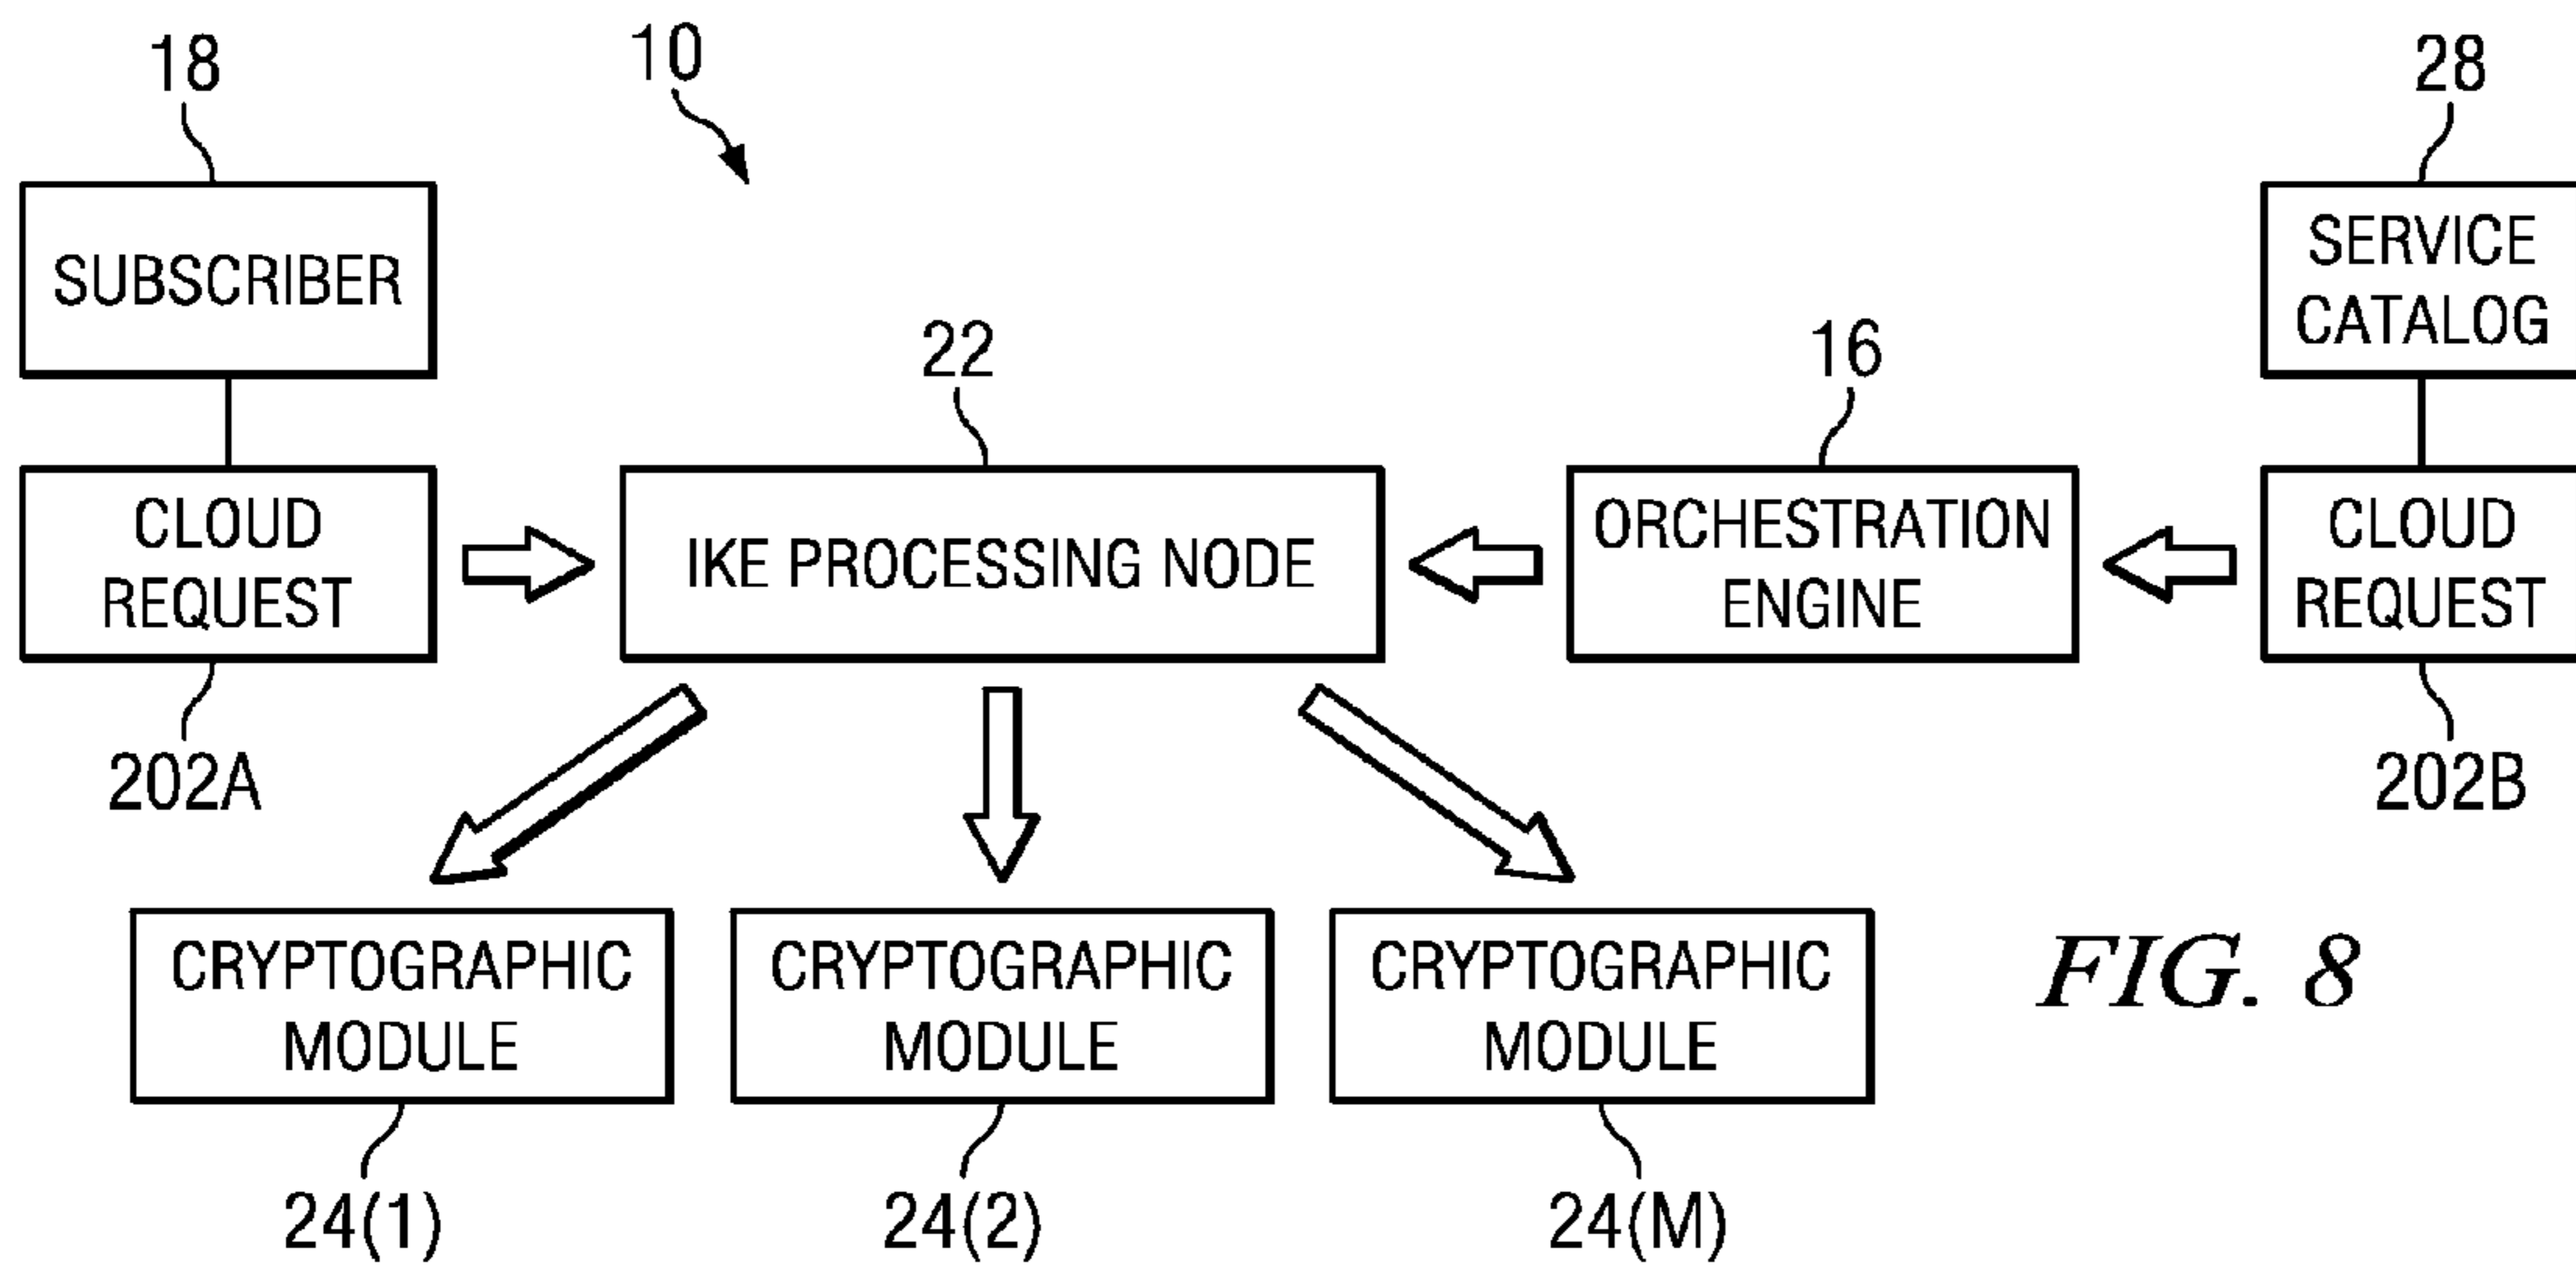 18
10
28
SUBSCRIBER
SERVICE
CATALOG
22
16
CLOUD
REQUEST
IKE PROCESSING NODE
ORCHESTRATION
ENGINE
CLOUD
REQUEST
202A
202B
CRYPTOGRAPHIC
MODULE
CRYPTOGRAPHIC
MODULE
CRYPTOGRAPHIC
MODULE
FIG. 8
24(1)
24(2)
24(M)